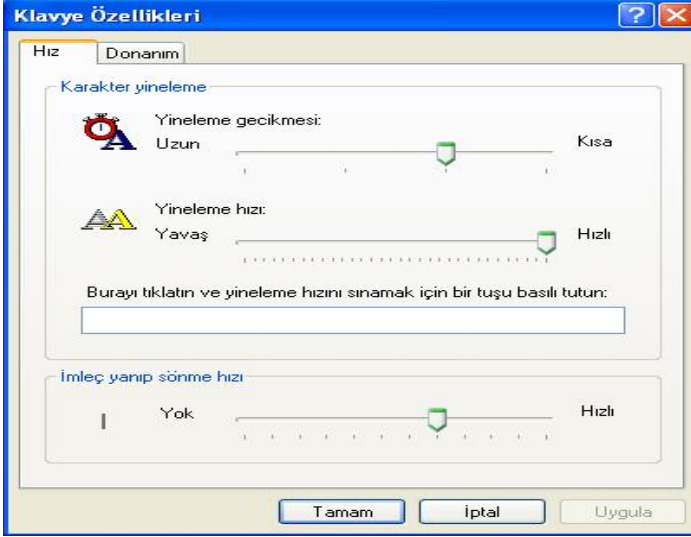 Klavye Özellikleri
Hız
Donanım
Karakter yineleme
Yineleme gecikmesi:
Uzun
Kısa
Yineleme hızı:
Yavaş
Hızlı
Burayı tıklatın ve yineleme hızını sınamak için bir tuşu basılı tutun:
İmleç yanıp sönme hızı
Yok
Hızlı
Tamam
İptal
Uygula